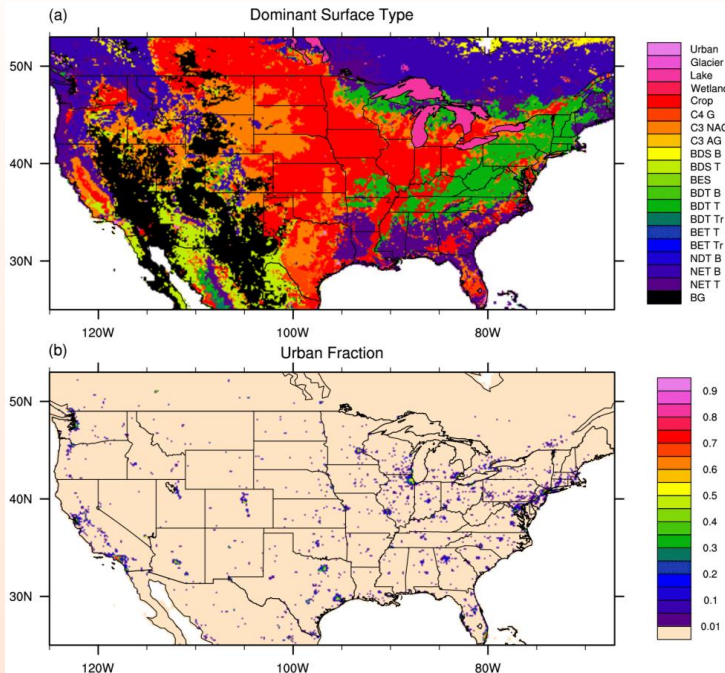 (a)
Dominant Surface Type
50N
40N
30N
120W
100W
80W
Urban
Glacier
Lake
Wetland
Crop
C4 G
C3 NAG
C3 AG
BDS B
BDS T
BES
BDT B
BDT T
BDT Tr
BET T
BET Tr
NDT B
NET B
NET T
BG
(b)
Urban Fraction
50N
40N
30N
120W
100W
80W
0.9
0.8
0.7
0.6
0.5
0.4
0.3
0.2
0.1
0.01